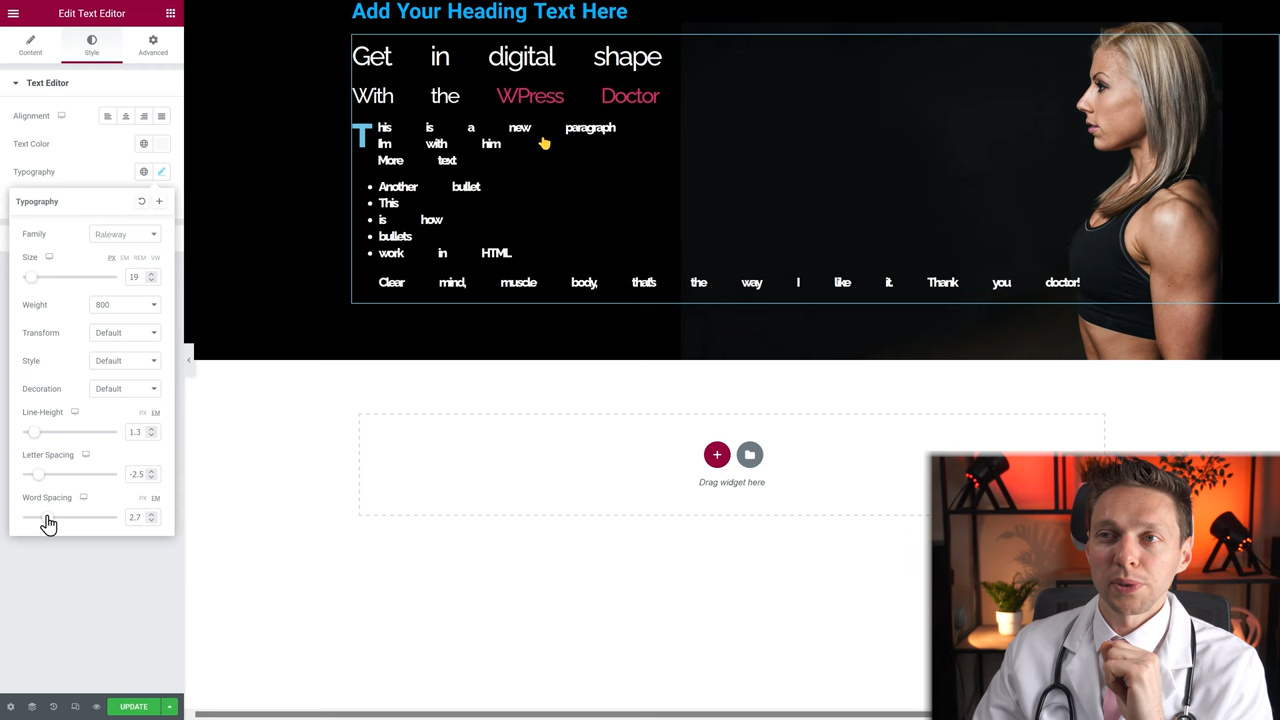 Edit Text Editor
Content
Style
Advanced
Text Editor
Alignment
Text Color
Typography
Typography
Family
Raleway
Size
PX EM REM VW
19
Weight
800
Transform
Default
Style
Default
Decoration
Default
Line-Height
PX EM
1.3
Letter Spacing
-2.5
Word Spacing
PX EM
2.7
UPDATE
Add Your Heading Text Here
Get in digital shape
With the WPress Doctor
This is a new paragraph
I'm with him 👆
More text
• Another bullet
• This
• is how
• bullets
• work in HTML
Clear mind, muscle body, that's the way I like it. Thank you doctor!
Drag widget here